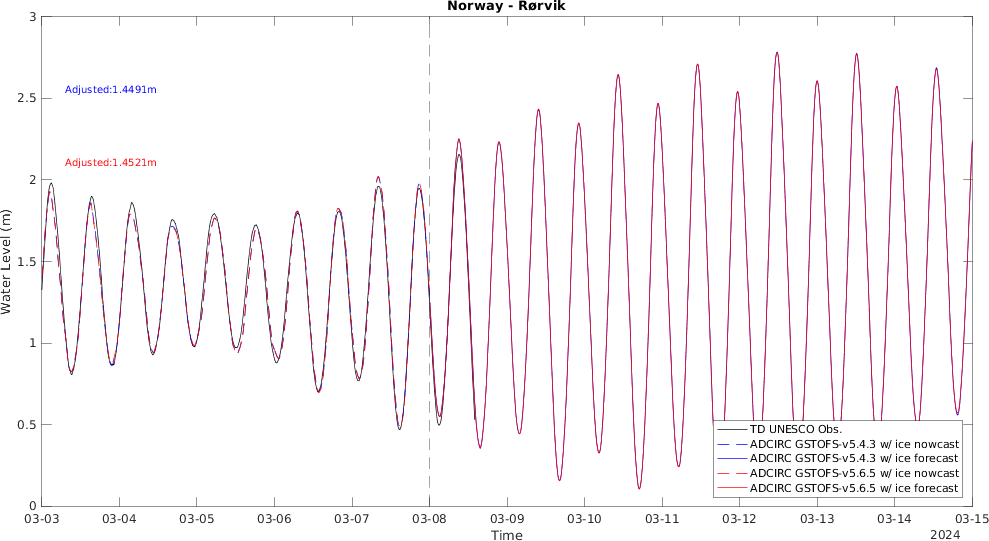 Norway - Rørvik
3
2.5
2
1.5
1
0.5
0
Water Level (m)
Adjusted:1.4491m
Adjusted:1.4521m
TD UNESCO Obs.
ADCIRC GSTOFS-v5.4.3 w/ ice nowcast
ADCIRC GSTOFS-v5.4.3 w/ ice forecast
ADCIRC GSTOFS-v5.6.5 w/ ice nowcast
ADCIRC GSTOFS-v5.6.5 w/ ice forecast
03-03 03-04 03-05 03-06 03-07 03-08 03-09 03-10 03-11 03-12 03-13 03-14 03-15
Time
2024